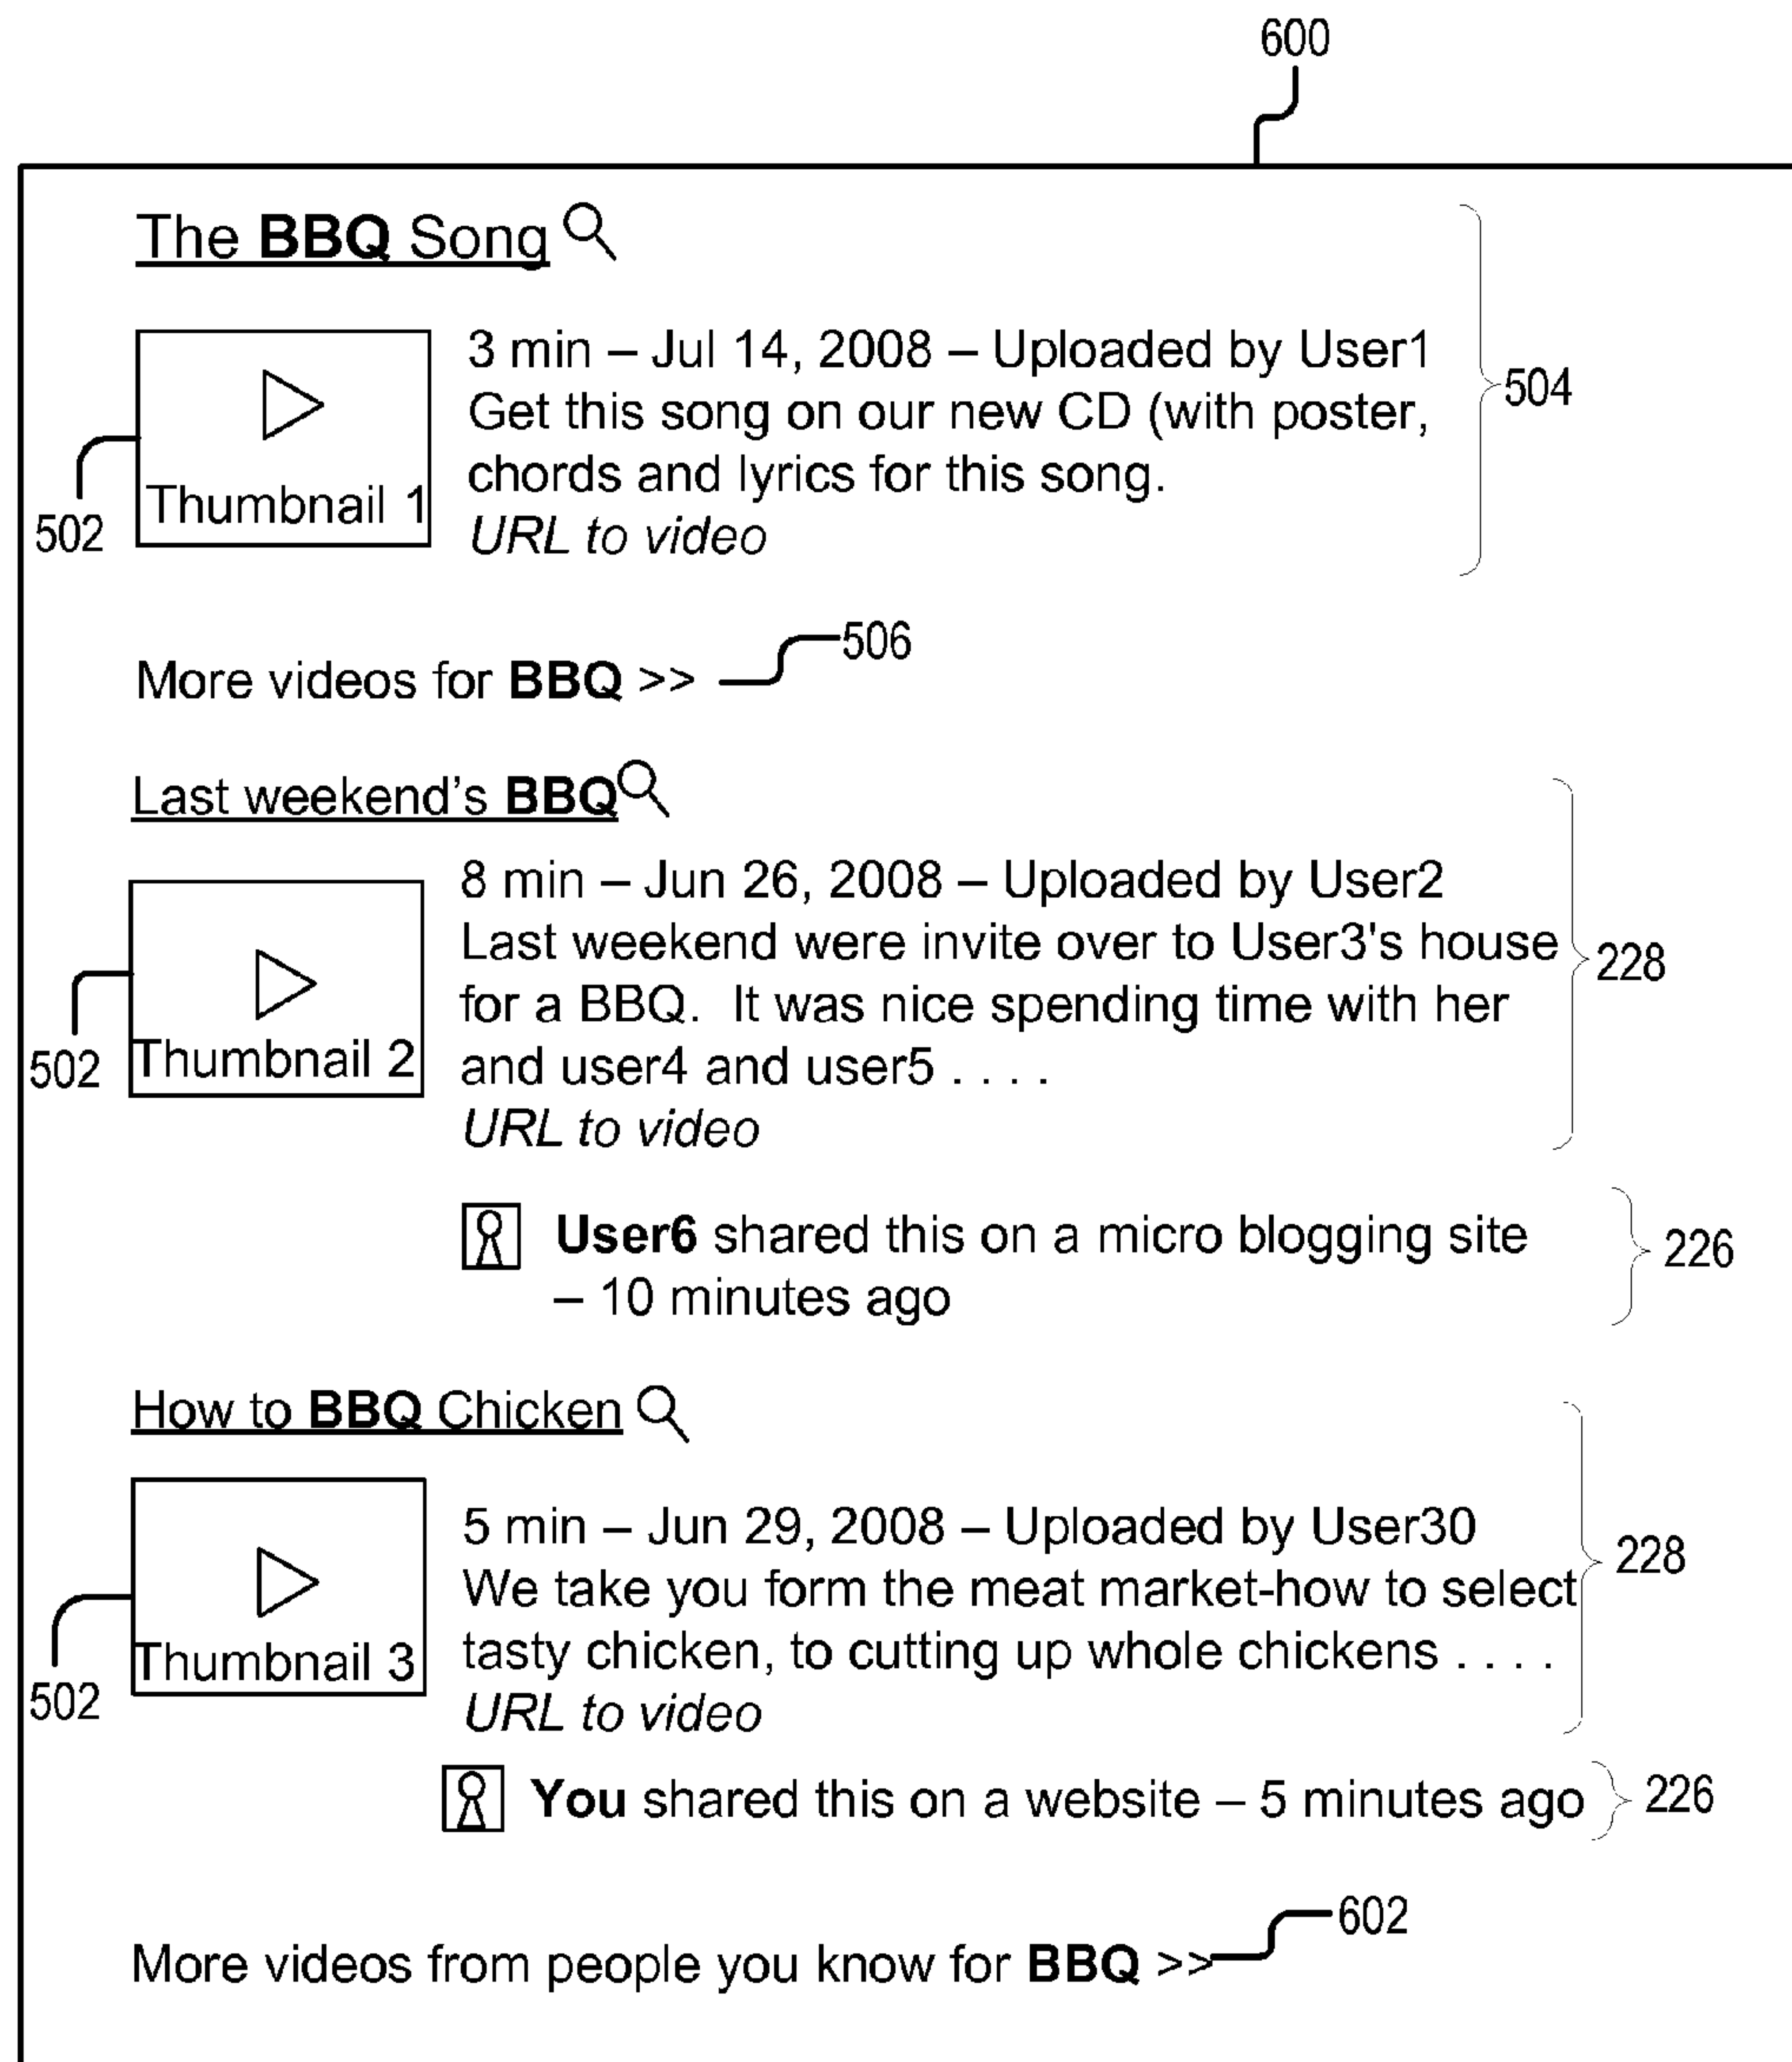 600
The BBQ Song
3 min – Jul 14, 2008 – Uploaded by User1
Get this song on our new CD (with poster,
chords and lyrics for this song.
URL to video
Thumbnail 1
502
504
More videos for BBQ >>
506
Last weekend's BBQ
8 min – Jun 26, 2008 – Uploaded by User2
Last weekend were invite over to User3's house
for a BBQ. It was nice spending time with her
and user4 and user5 . . . .
URL to video
Thumbnail 2
502
228
User6 shared this on a micro blogging site
– 10 minutes ago
226
How to BBQ Chicken
5 min – Jun 29, 2008 – Uploaded by User30
We take you form the meat market-how to select
tasty chicken, to cutting up whole chickens . . . .
URL to video
Thumbnail 3
502
228
You shared this on a website – 5 minutes ago
226
More videos from people you know for BBQ >>
602